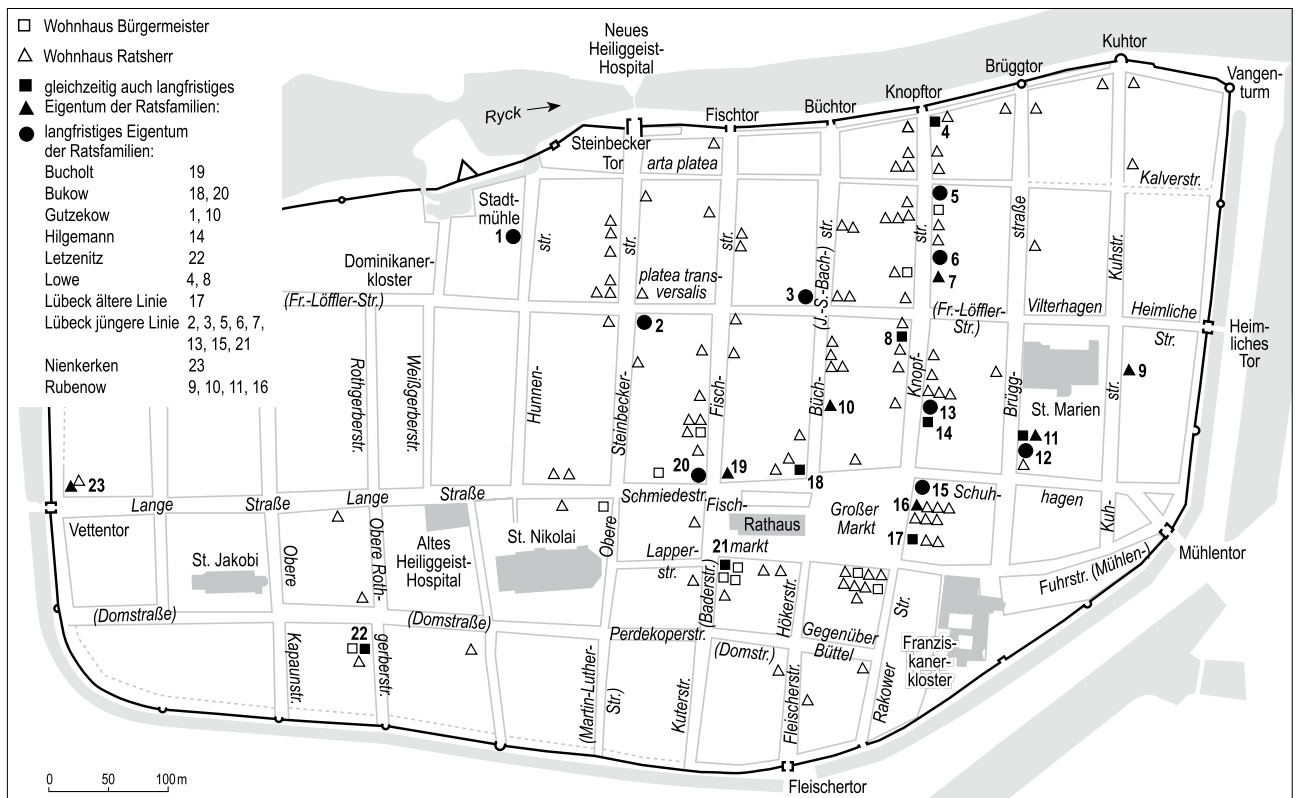 Wohnhaus Bürgermeister
Wohnhaus Ratsherr
gleichzeitig auch langfristiges
Eigentum der Ratsfamilien:
langfristiges Eigentum
der Ratsfamilien:
Bucholt 19
Bukow 18, 20
Gutzekow 1, 10
Hilgemann 14
Letzenitz 22
Lowe 4, 8
Lübeck ältere Linie 17
Lübeck jüngere Linie 2, 3, 5, 6, 7,
13, 15, 21
Nienkerken 23
Rubenow 9, 10, 11, 16
Neues
Heiliggeist-
Hospital
Kuhtor
Brüggtor
Vangen-
turm
Knopftor
Büchtor
Fischtor
Ryck
Steinbecker
Tor
arta platea
4
Kalverstr.
Stadt-
mühle
1
5
6
7
str.
str.
str.
str.
(J.-S.-Bach-)
str.
straße
Kuhstr.
Dominikaner-
kloster
(Fr.-Löffler-Str.)
platea trans-
versalis
3
(Fr.-Löffler-
Str.)
Vilterhagen
Heimliche
Str.
Heim-
liches
Tor
2
8
9
Rothgerberstr.
Weißgerberstr.
Hunnen-
Steinbecker-
Fisch-
Büch-
Knopf-
Brügg-
str.
St. Marien
10
13
14
11
12
23
20
19
18
15
16
17
Lange
Straße
Lange
Straße
Schmiedestr.
Fisch-
markt
Rathaus
Großer
Markt
Schuh-
hagen
Kuh-
Vettentor
St. Jakobi
Obere
Obere Roth-
gerberstr.
Altes
Heiliggeist-
Hospital
St. Nikolai
Obere
Lapper-
str.
21
(Baderstr.)
Hökerstr.
Str.
Fuhrstr. (Mühlen-)
Mühlentor
(Domstraße)
(Domstraße)
Perdekoperstr.
(Domstr.)
Gegenüber
Büttel
Franzis-
kaner-
kloster
22
Kapaunstr.
(Martin-Luther-
Str.)
Kuterstr.
Fleischerstr.
Rakower
Fleischertor
0 50 100 m